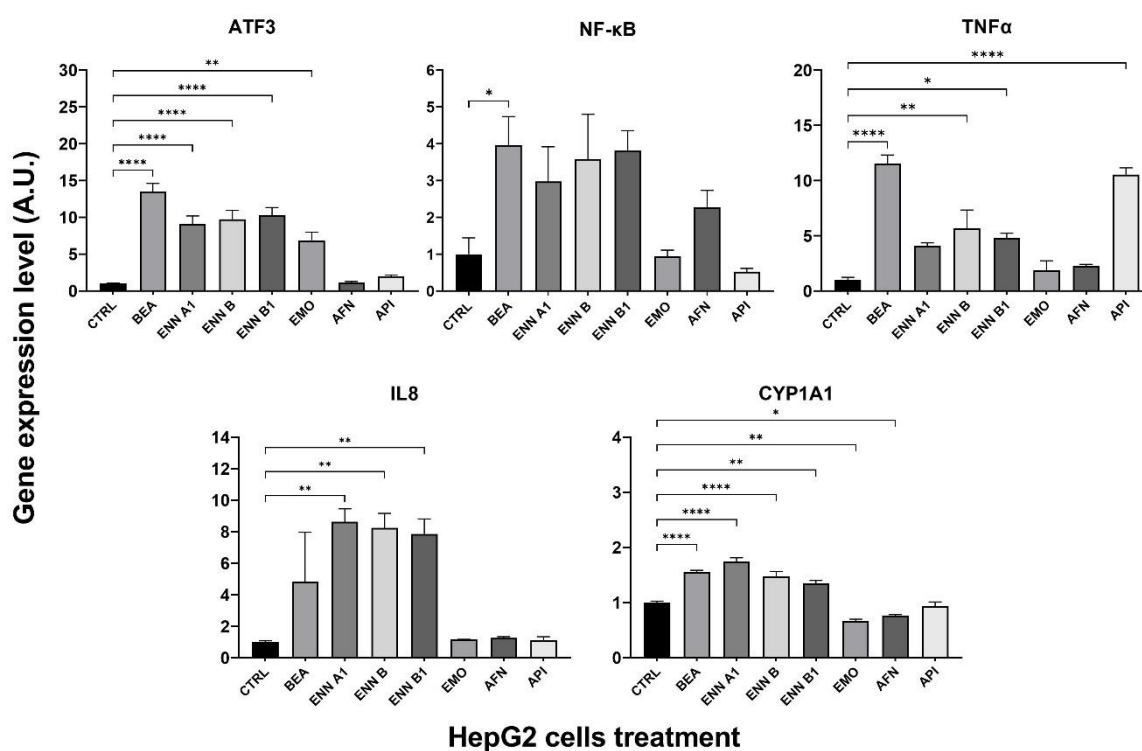 ATF3
NF-κB
TNFα
Gene expression level (A.U.)
30
25
20
15
10
5
0
**
****
****
****
****
CTRL
BEA
ENN A1
ENN B
ENN B1
EMO
AFN
API
6
5
4
3
2
1
0
*
CTRL
BEA
ENN A1
ENN B
ENN B1
EMO
AFN
API
20
15
10
5
0
****
*
**
****
CTRL
BEA
ENN A1
ENN B
ENN B1
EMO
AFN
API
IL8
CYP1A1
14
12
10
8
6
4
2
0
**
**
**
CTRL
BEA
ENN A1
ENN B
ENN B1
EMO
AFN
API
4
3
2
1
0
*
**
**
****
****
****
CTRL
BEA
ENN A1
ENN B
ENN B1
EMO
AFN
API
HepG2 cells treatment